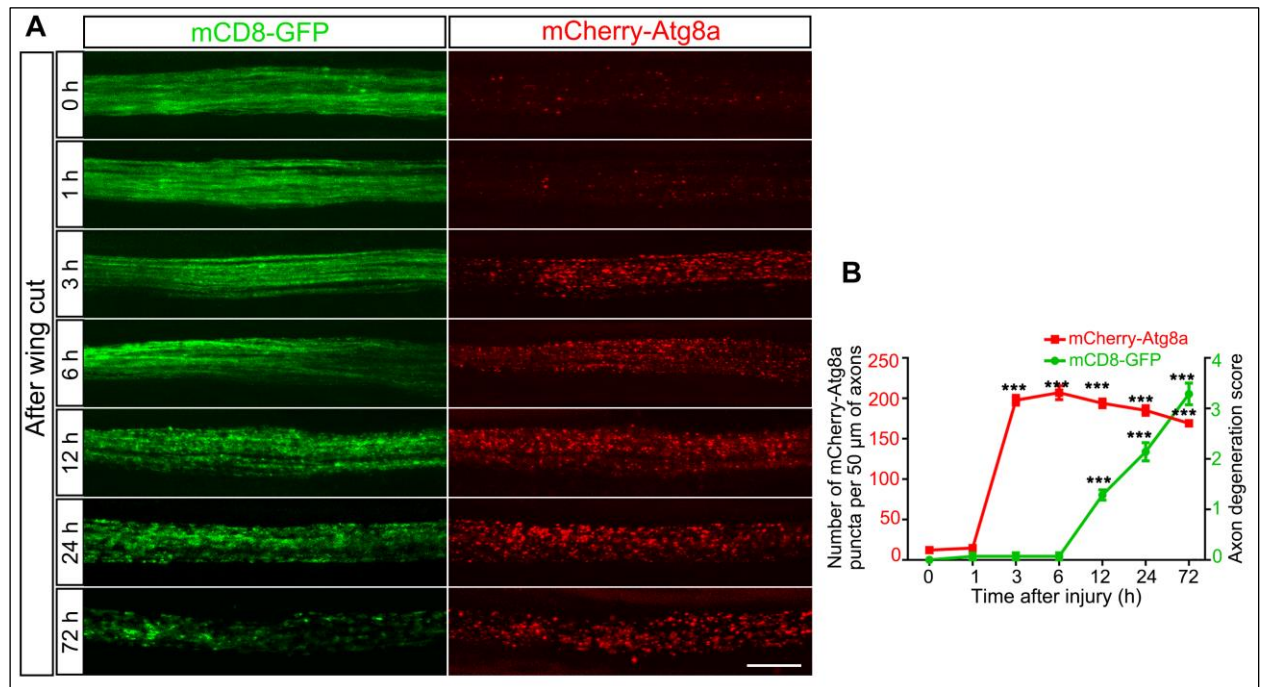 A
mCD8-GFP
mCherry-Atg8a
After wing cut
0 h
1 h
3 h
6 h
12 h
24 h
72 h
B
mCherry-Atg8a
mCD8-GFP
Number of mCherry-Atg8a
puncta per 50 µm of axons
250
200
150
100
50
0
***
***
***
***
***
***
***
***
4
3
2
1
0
Axon degeneration score
0 1 3 6 12 24 72
Time after injury (h)